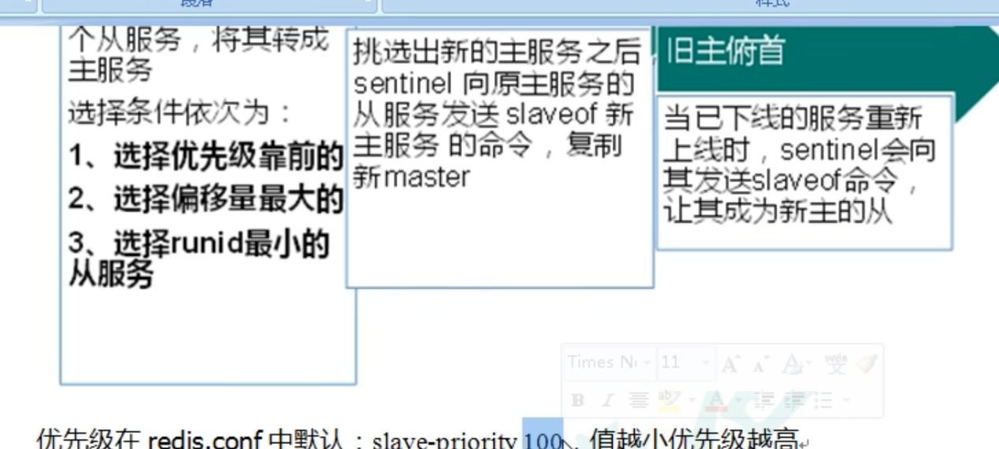 段落
样式
个从服务，将其转成
主服务
选择条件依次为：
1、选择优先级靠前的
2、选择偏移量最大的
3、选择runid最小的
从服务
挑选出新的主服务之后，
sentinel 向原主服务的
从服务发送 slaveof 新
主服务 的命令，复制
新master
旧主俯首
当已下线的服务重新
上线时，sentinel会向
其发送slaveof命令，
让其成为新主的从
Times N
11
优先级在 redis.conf 中默认：slave-priority 100，值越小优先级越高